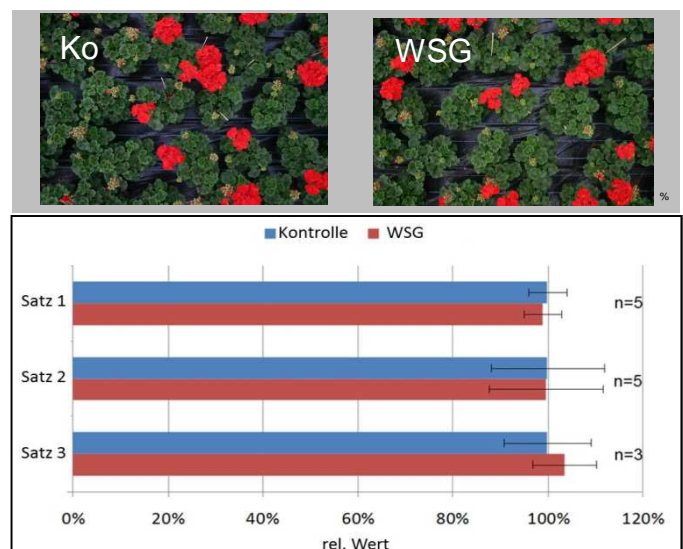 Ko WSG
%
Kontrolle WSG
Satz 1 n=5
Satz 2 n=5
Satz 3 n=3
0% 20% 40% 60% 80% 100% 120%
rel. Wert